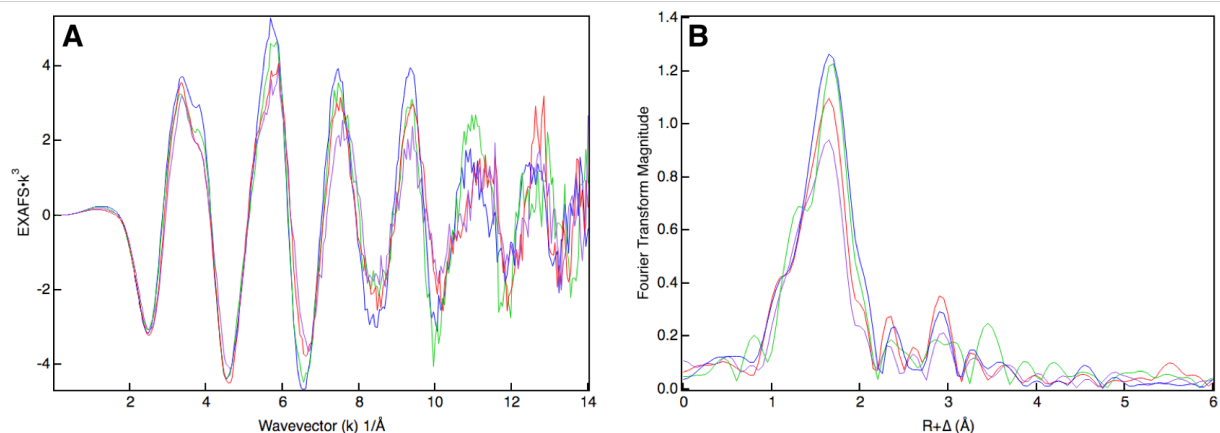 A
EXAFS•k³
4
2
0
-2
-4
2 4 6 8 10 12 14
Wavevector (k) 1/Å
B
Fourier Transform Magnitude
1.4
1.2
1.0
0.8
0.6
0.4
0.2
0.0
0 1 2 3 4 5 6
R+Δ (Å)